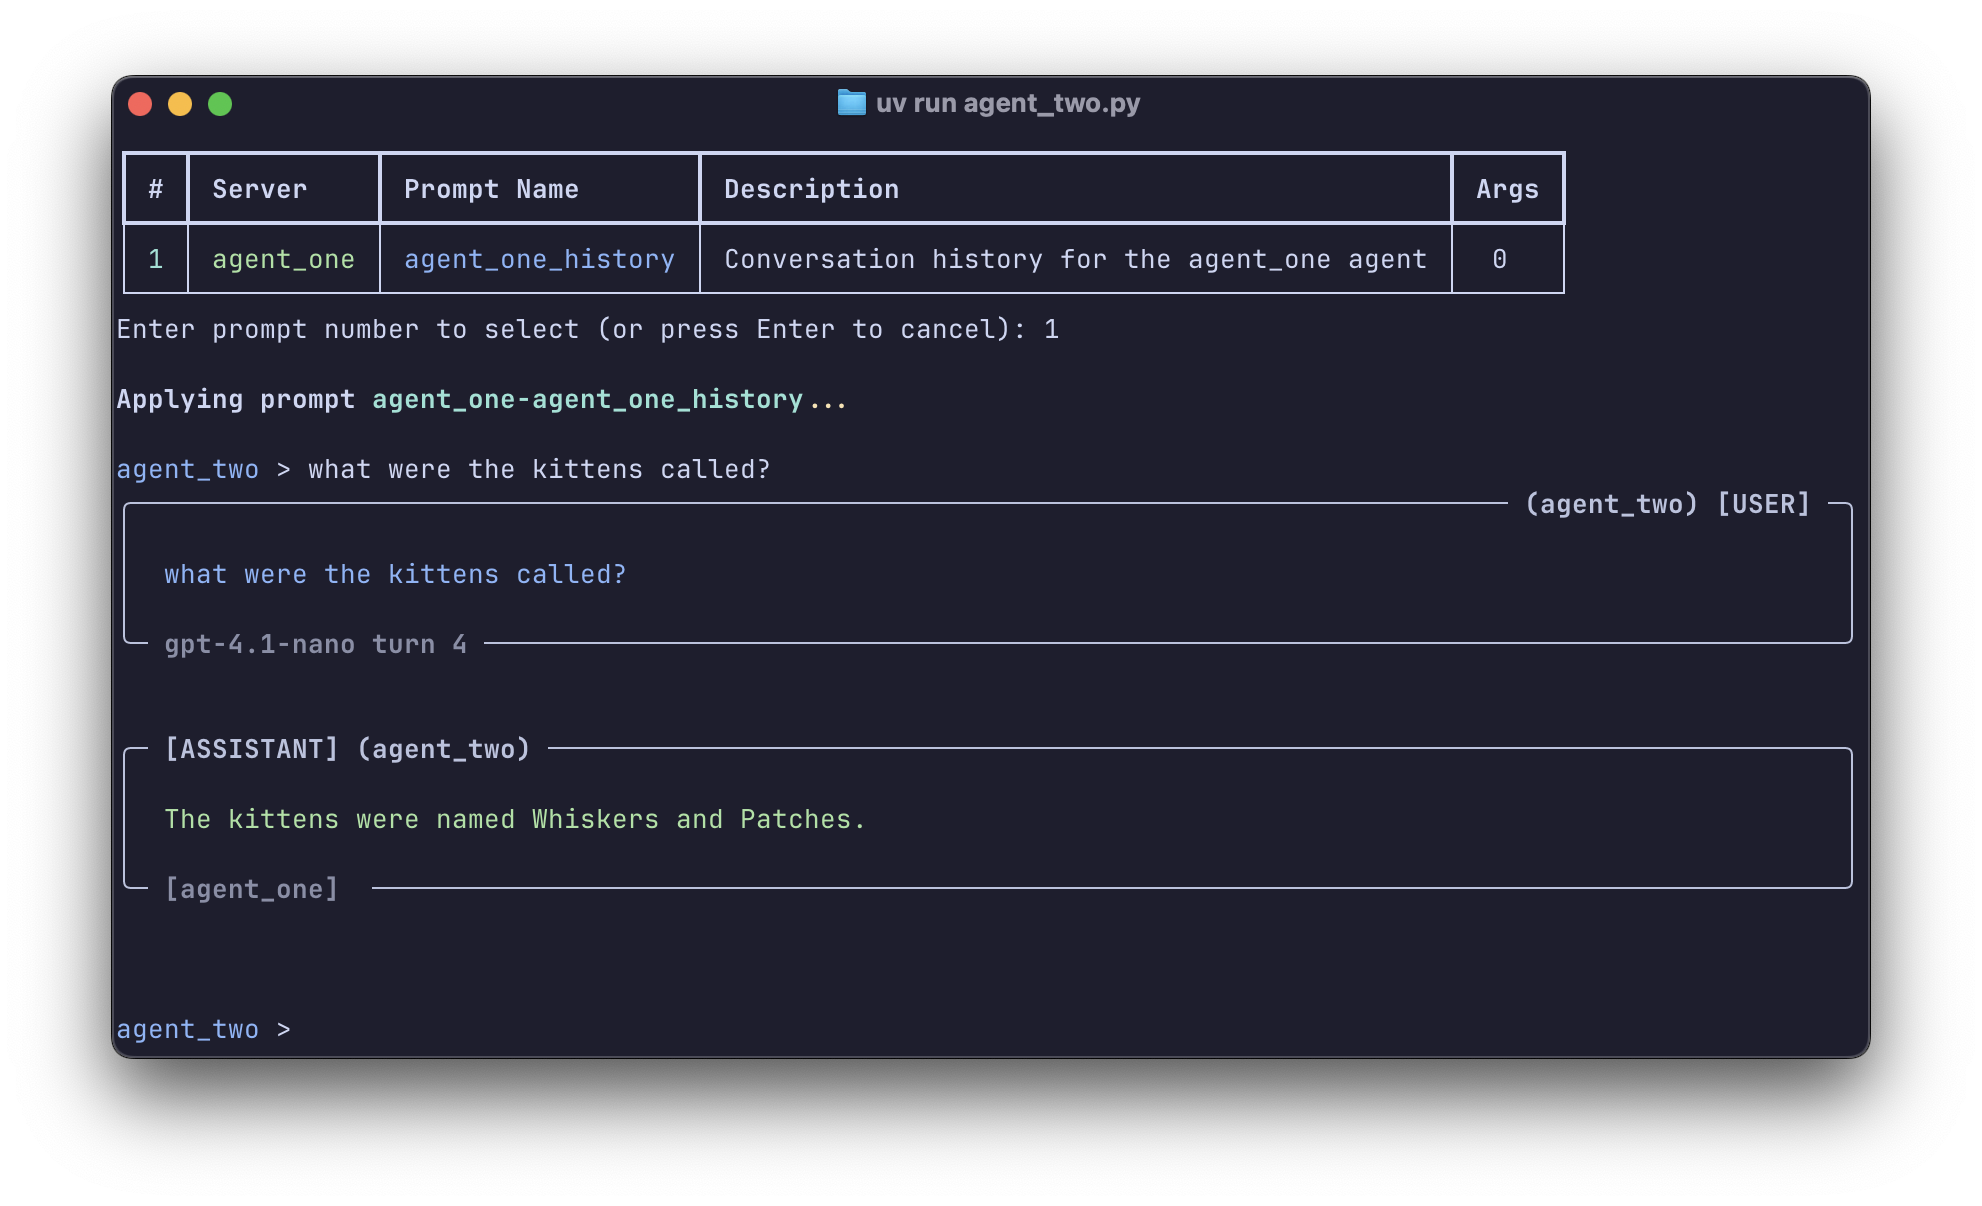 uv run agent_two.py
# Server Prompt Name Description Args
1 agent_one agent_one_history Conversation history for the agent_one agent 0
Enter prompt number to select (or press Enter to cancel): 1
Applying prompt agent_one-agent_one_history...
agent_two > what were the kittens called?
(agent_two) [USER]
what were the kittens called?
gpt-4.1-nano turn 4
[ASSISTANT] (agent_two)
The kittens were named Whiskers and Patches.
[agent_one]
agent_two >